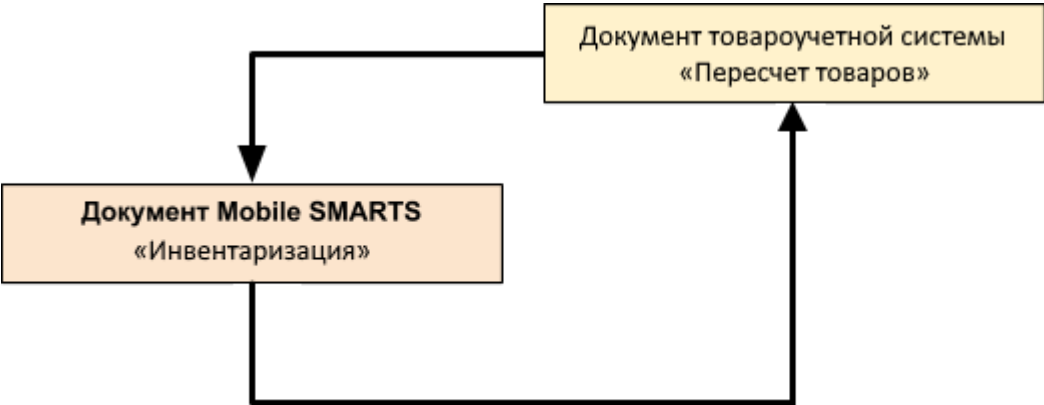 Документ товароучетной системы
«Пересчет товаров»
Документ Mobile SMARTS
«Инвентаризация»